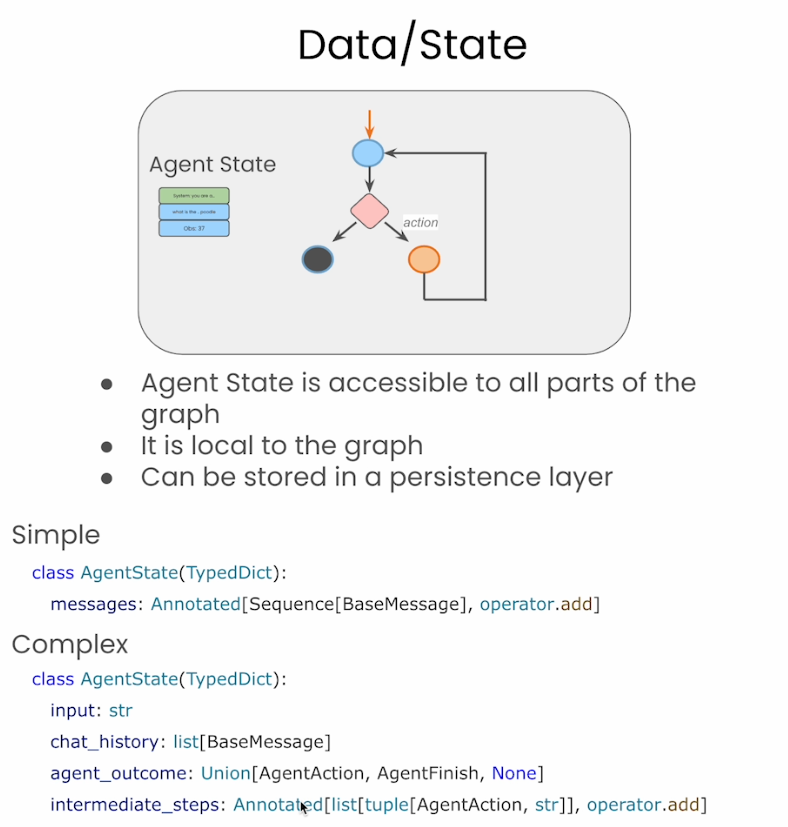 Data/State
Agent State
System: you are a..
what is the .. provide
Obs: 37
action
● Agent State is accessible to all parts of the
graph
● It is local to the graph
● Can be stored in a persistence layer
Simple
class AgentState(TypedDict):
messages: Annotated[Sequence[BaseMessage], operator.add]
Complex
class AgentState(TypedDict):
input: str
chat_history: list[BaseMessage]
agent_outcome: Union[AgentAction, AgentFinish, None]
intermediate_steps: Annotated[list[tuple[AgentAction, str]], operator.add]